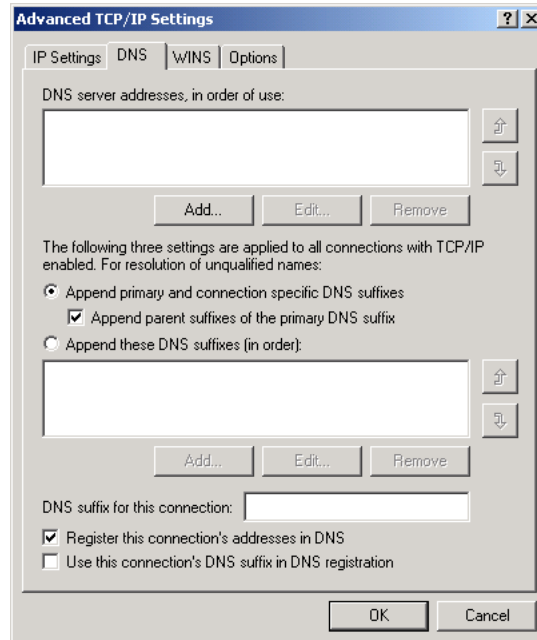 Advanced TCP/IP Settings
? X
IP Settings DNS WINS Options
DNS server addresses, in order of use:
Add... Edit... Remove
The following three settings are applied to all connections with TCP/IP
enabled. For resolution of unqualified names:
Append primary and connection specific DNS suffixes
Append parent suffixes of the primary DNS suffix
Append these DNS suffixes (in order):
Add... Edit... Remove
DNS suffix for this connection:
Register this connection's addresses in DNS
Use this connection's DNS suffix in DNS registration
OK Cancel